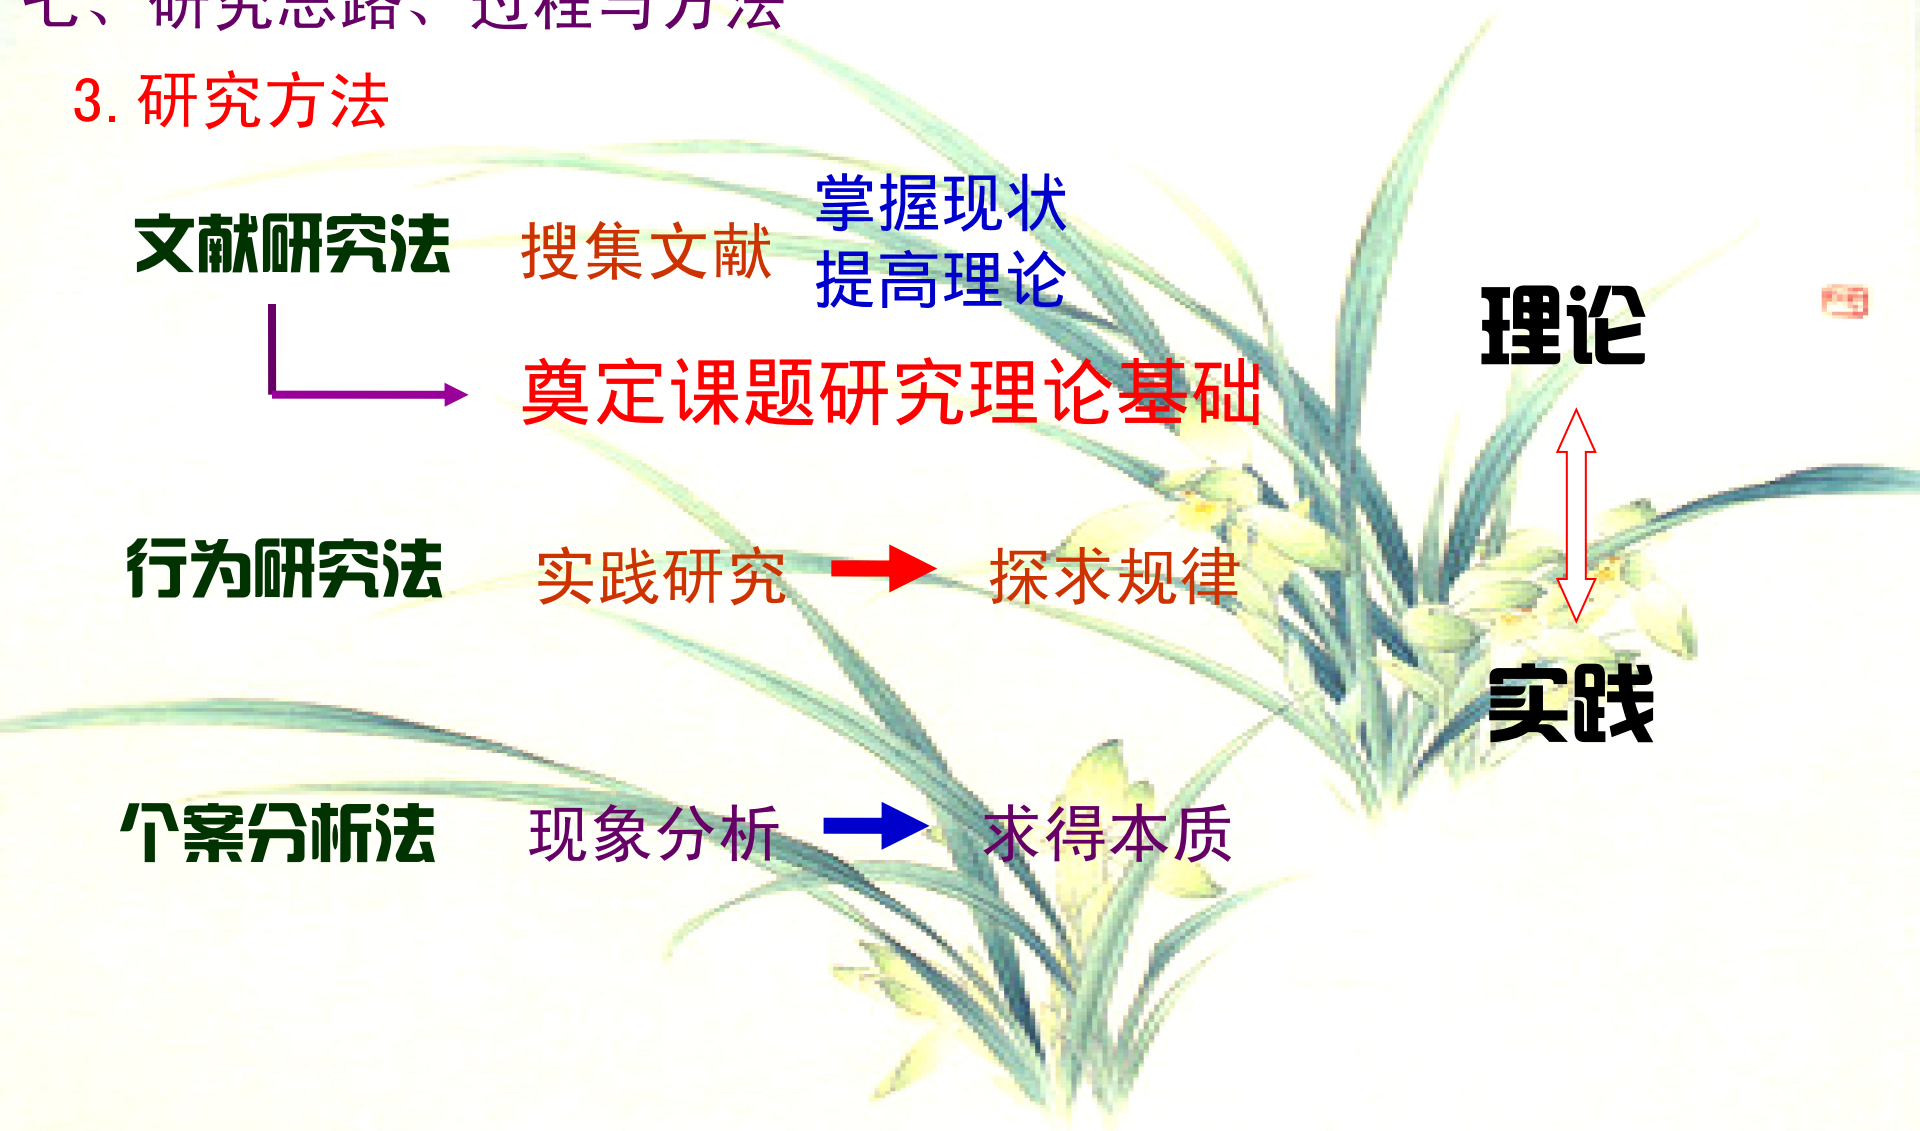 七、研究思路、过程与方法
3.研究方法
文献研究法 搜集文献 掌握现状
提高理论
奠定课题研究理论基础
理论
行为研究法 实践研究 探求规律
实践
个案分析法 现象分析 求得本质